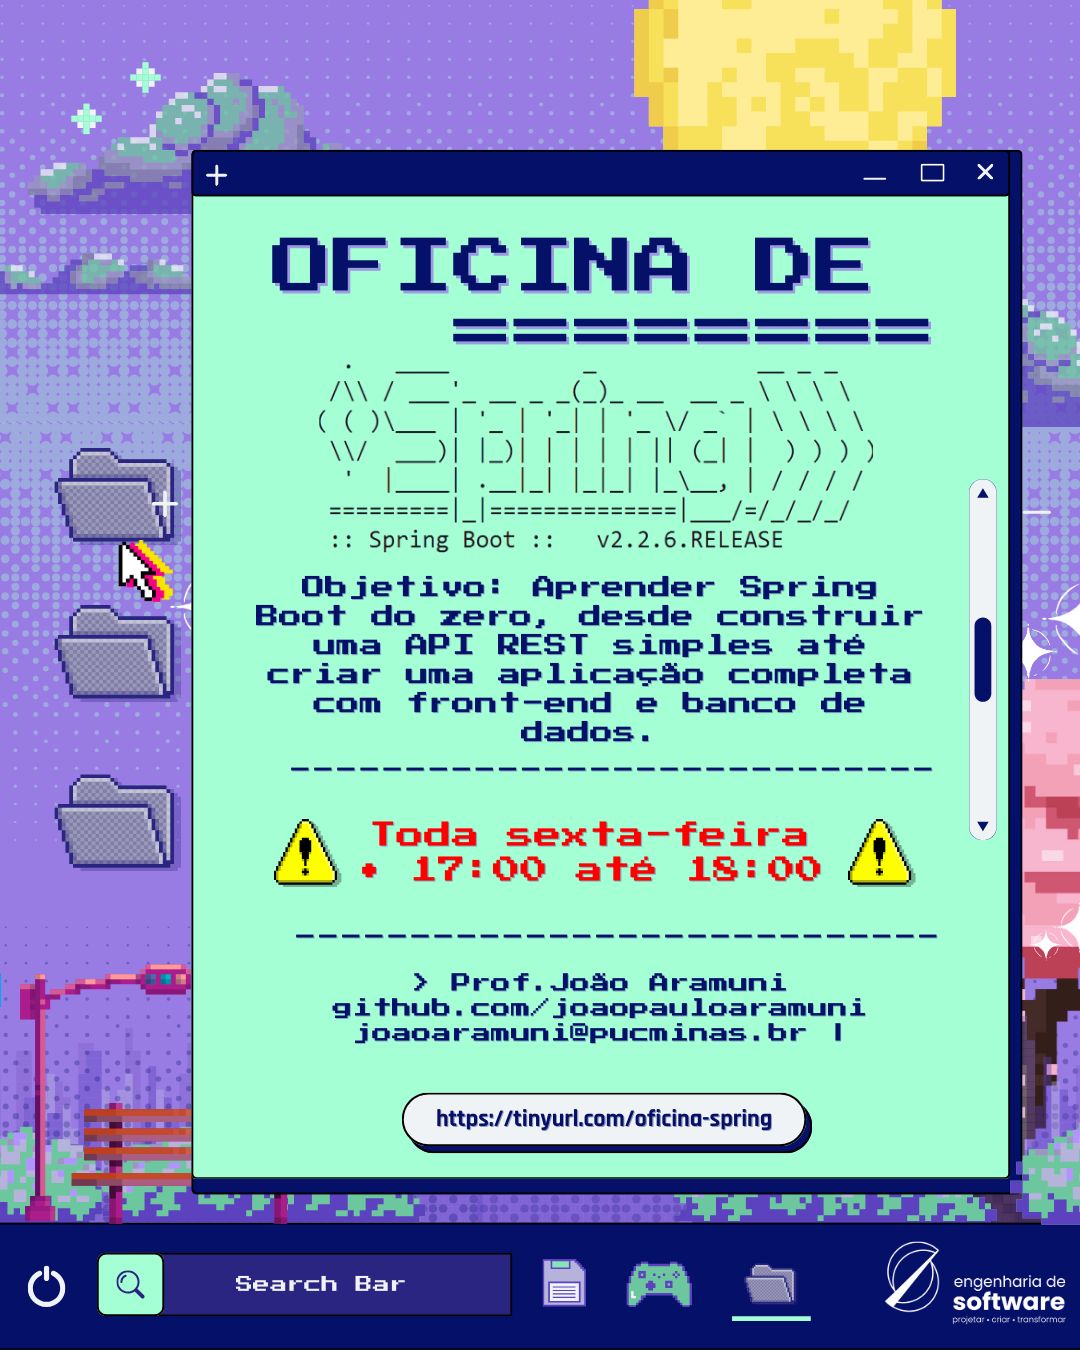 OFICINA DE
========
  .   ____          _            __ _ _
 /\\ / ___'_ __ _ _(_)_ __  __ _ \ \ \ \
( ( )\___ | '_ | '_| | '_ \/ _` | \ \ \ \
 \\/  ___)| |_)| | | | | || (_| |  ) ) ) )
  '  |____| .__|_| |_|_| |_\__, | / / / /
 =========|_|==============|___/=/_/_/_/
 :: Spring Boot ::   v2.2.6.RELEASE
Objetivo: Aprender Spring
Boot do zero, desde construir
uma API REST simples até
criar uma aplicação completa
com front-end e banco de
dados.
----------------------------
Toda sexta-feira
• 17:00 até 18:00
----------------------------
> Prof.João Aramuni
github.com/joaopauloaramuni
joaoaramuni@pucminas.br |
https://tinyurl.com/oficina-spring
Search Bar
engenharia de
software
projetar • criar • transformar